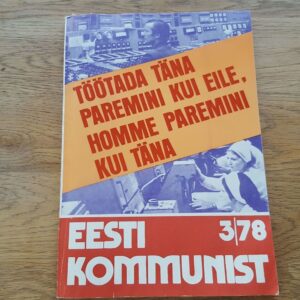 TÖÖTADA TÄNA
PAREMINI KUI EILE,
HOMME PAREMINI
KUI TÄNA
EESTI 3/78
KOMMUNIST